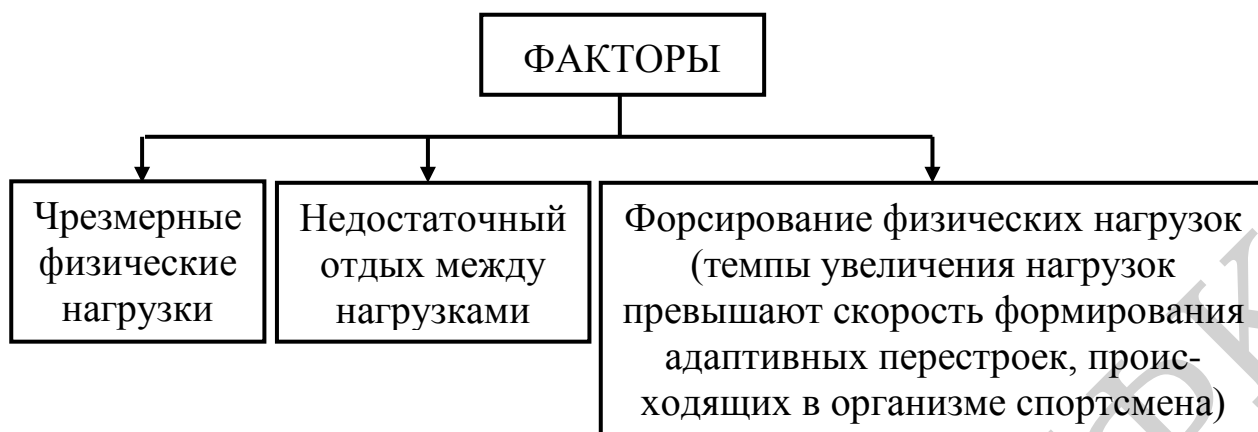 ФАКТОРЫ
Чрезмерные
физические
нагрузки
Недостаточный
отдых между
нагрузками
Форсирование физических нагрузок
(темпы увеличения нагрузок
превышают скорость формирования
адаптивных перестроек, проис-
ходящих в организме спортсмена)